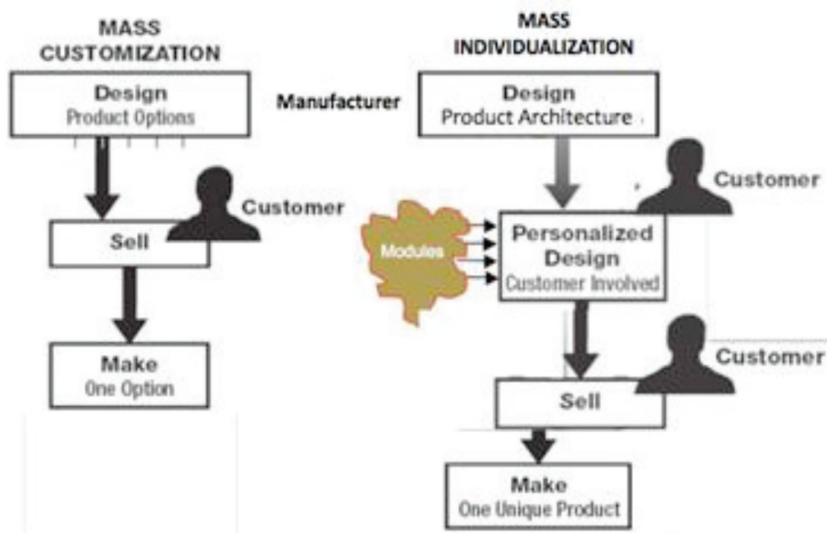 MASS
CUSTOMIZATION
Design
Product Options
Customer
Sell
Make
One Option
Manufacturer
MASS
INDIVIDUALIZATION
Design
Product Architecture
Customer
Modules
Personalized
Design
Customer Involved
Customer
Sell
Make
One Unique Product